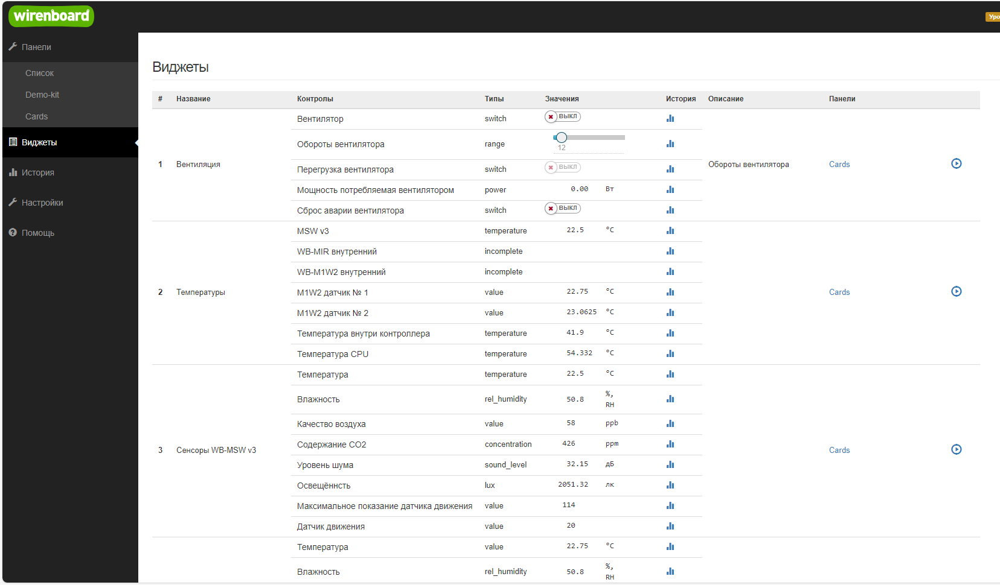 wirenboard
Уро
Панели
Список
Demo-kit
Cards
Виджеты
История
Настройки
Помощь
Виджеты
# Название Контролы Типы Значения История Описание Панели
Вентилятор switch ВЫКЛ
Обороты вентилятора range 12
1 Вентиляция Обороты вентилятора Cards
Перегрузка вентилятора switch ВЫКЛ
Мощность потребляемая вентилятором power 0.00 Вт
Сброс аварии вентилятора switch ВЫКЛ
MSW v3 temperature 22.5 °C
WB-MIR внутренний incomplete
WB-M1W2 внутренний incomplete
2 Температуры M1W2 датчик № 1 value 22.75 °C Cards
M1W2 датчик № 2 value 23.0625 °C
Температура внутри контроллера temperature 41.9 °C
Температура CPU temperature 54.332 °C
Температура temperature 22.5 °C
Влажность rel_humidity 50.8 %, RH
Качество воздуха value 58 ppb
Содержание CO2 concentration 426 ppm
3 Сенсоры WB-MSW v3 Cards
Уровень шума sound_level 32.15 дБ
Освещённсть lux 2051.32 лк
Максимальное показание датчика движения value 114
Датчик движения value 20
Температура value 22.75 °C
Влажность rel_humidity 50.8 %, RH